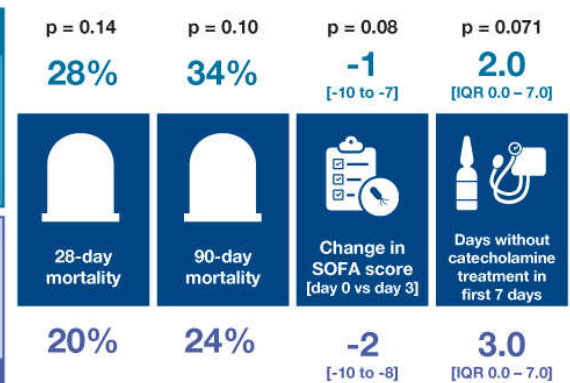 p = 0.14 p = 0.10 p = 0.08 p = 0.071
28% 34% -1 2.0
[-10 to -7] [IQR 0.0 – 7.0]
28-day
mortality
90-day
mortality
Change in
SOFA score
[day 0 vs day 3]
Days without
catecholamine
treatment in
first 7 days
20% 24% -2 3.0
[-10 to -8] [IQR 0.0 – 7.0]